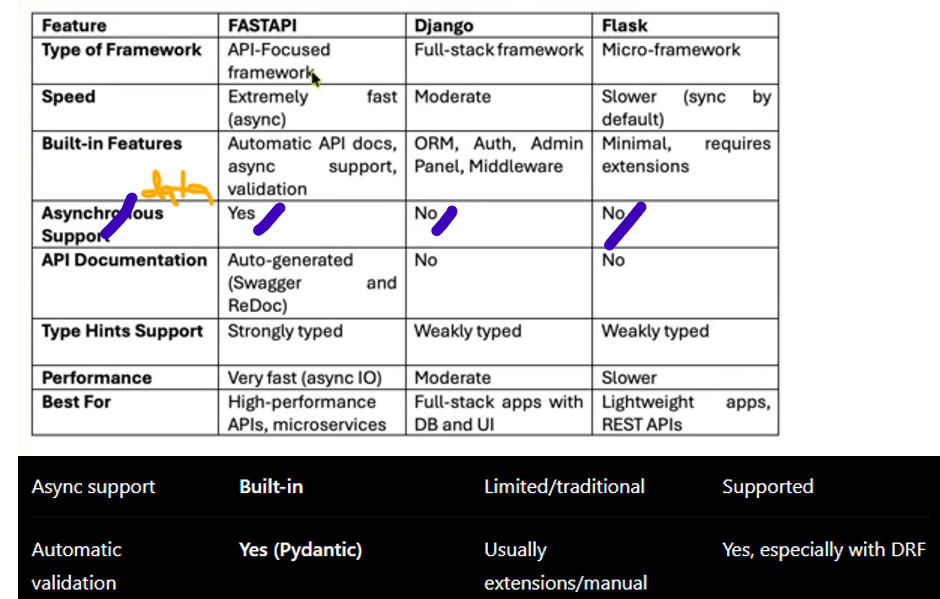 Feature FASTAPI Django Flask
Type of Framework API-Focused framework Full-stack framework Micro-framework
Speed Extremely fast (async) Moderate Slower (sync by default)
Built-in Features Automatic API docs, async support, validation ORM, Auth, Admin Panel, Middleware Minimal, requires extensions
data
Asynchronous Support Yes No No
API Documentation Auto-generated (Swagger and ReDoc) No No
Type Hints Support Strongly typed Weakly typed Weakly typed
Performance Very fast (async IO) Moderate Slower
Best For High-performance APIs, microservices Full-stack apps with DB and UI Lightweight apps, REST APIs
Async support Built-in Limited/traditional Supported
Automatic validation Yes (Pydantic) Usually extensions/manual Yes, especially with DRF